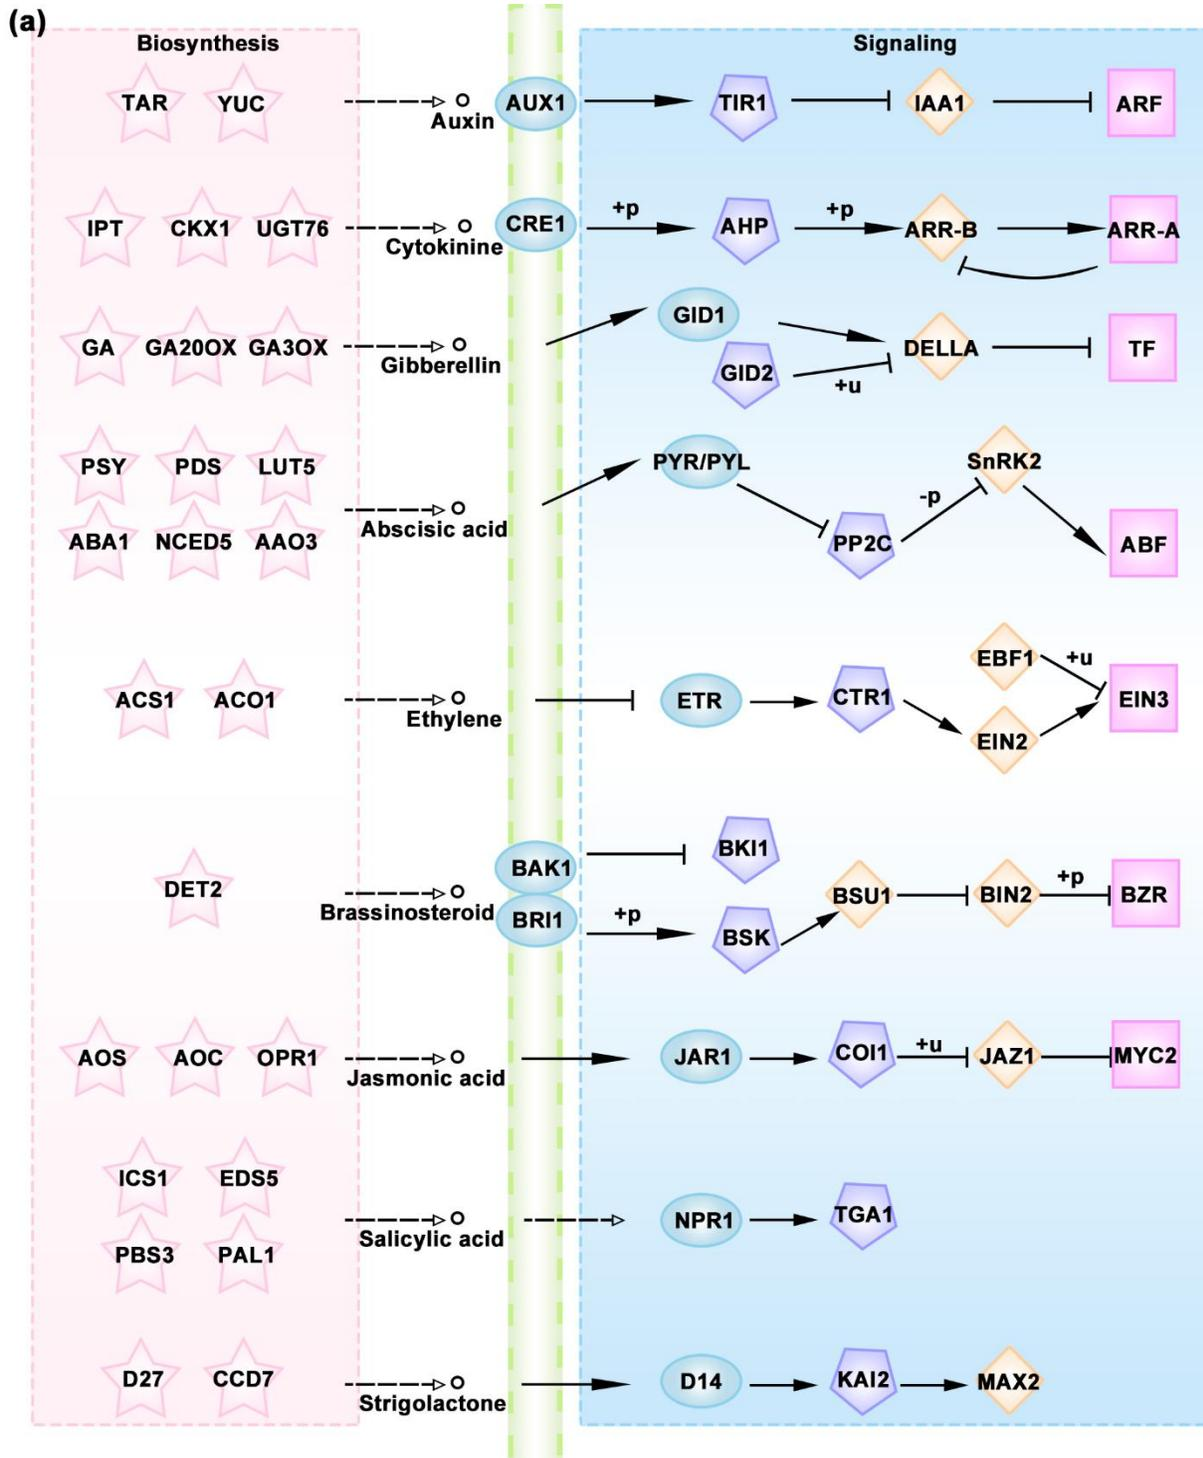 (a)
Biosynthesis
Signaling
TAR YUC
Auxin
AUX1
TIR1 IAA1 ARF
IPT CKX1 UGT76
Cytokinine
CRE1
+p
AHP
+p
ARR-B ARR-A
GA GA20OX GA3OX
Gibberellin
GID1
GID2
+u
DELLA TF
PSY PDS LUT5
ABA1 NCED5 AAO3
Abscisic acid
PYR/PYL
PP2C
-p
SnRK2
ABF
ACS1 ACO1
Ethylene
ETR CTR1
EBF1
+u
EIN2
EIN3
DET2
Brassinosteroid
BAK1
BRI1
BKI1
+p
BSK
BSU1 BIN2
+p
BZR
AOS AOC OPR1
Jasmonic acid
JAR1 COI1
+u
JAZ1 MYC2
ICS1 EDS5
PBS3 PAL1
Salicylic acid
NPR1 TGA1
D27 CCD7
Strigolactone
D14 KAI2 MAX2